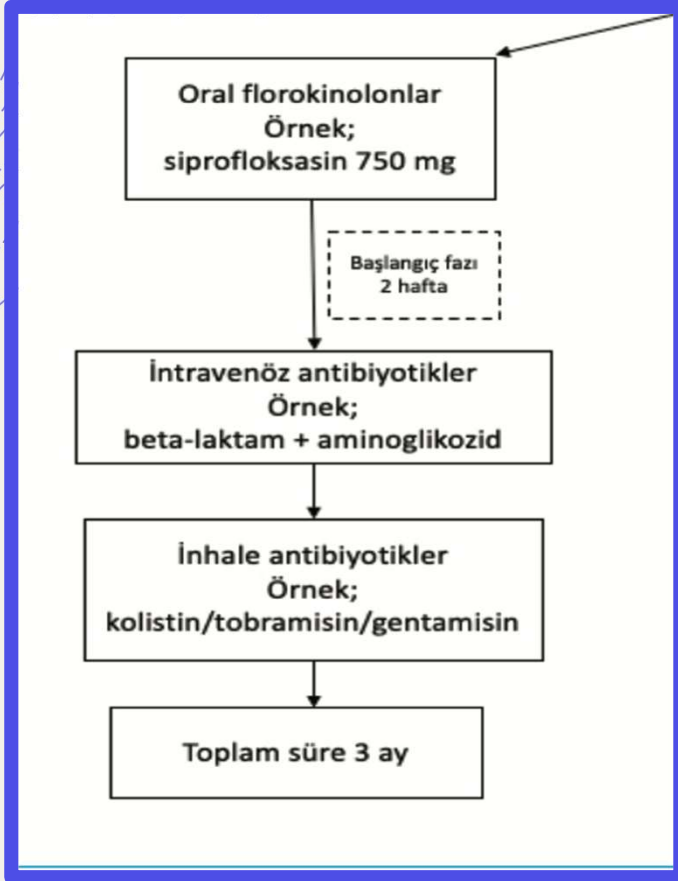 Oral florokinolonlar
Örnek;
siprofloksasin 750 mg
Başlangıç fazı
2 hafta
İntravenöz antibiyotikler
Örnek;
beta-laktam + aminoglikozid
İnhale antibiyotikler
Örnek;
kolistin/tobramisin/gentamisin
Toplam süre 3 ay